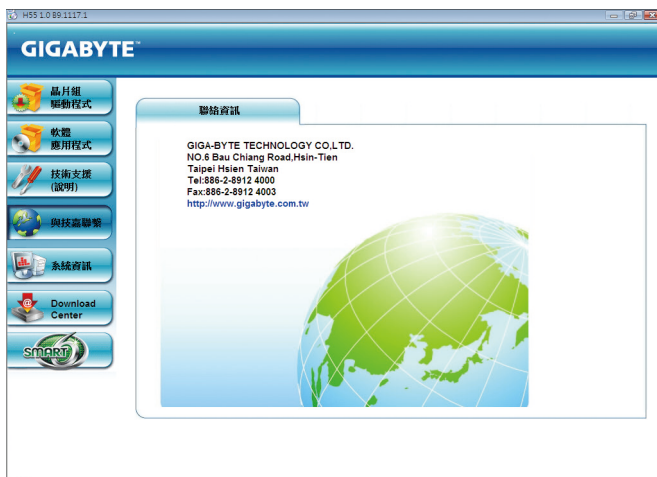 H55 1.0 B9.1117.1
GIGABYTE™
晶片組
驅動程式
軟體
應用程式
技術支援
(說明)
與技嘉聯繫
系統資訊
Download
Center
SMART 6
聯絡資訊
GIGA-BYTE TECHNOLOGY CO,LTD.
NO.6 Bau Chiang Road,Hsin-Tien
Taipei Hsien Taiwan
Tel:886-2-8912 4000
Fax:886-2-8912 4003
http://www.gigabyte.com.tw